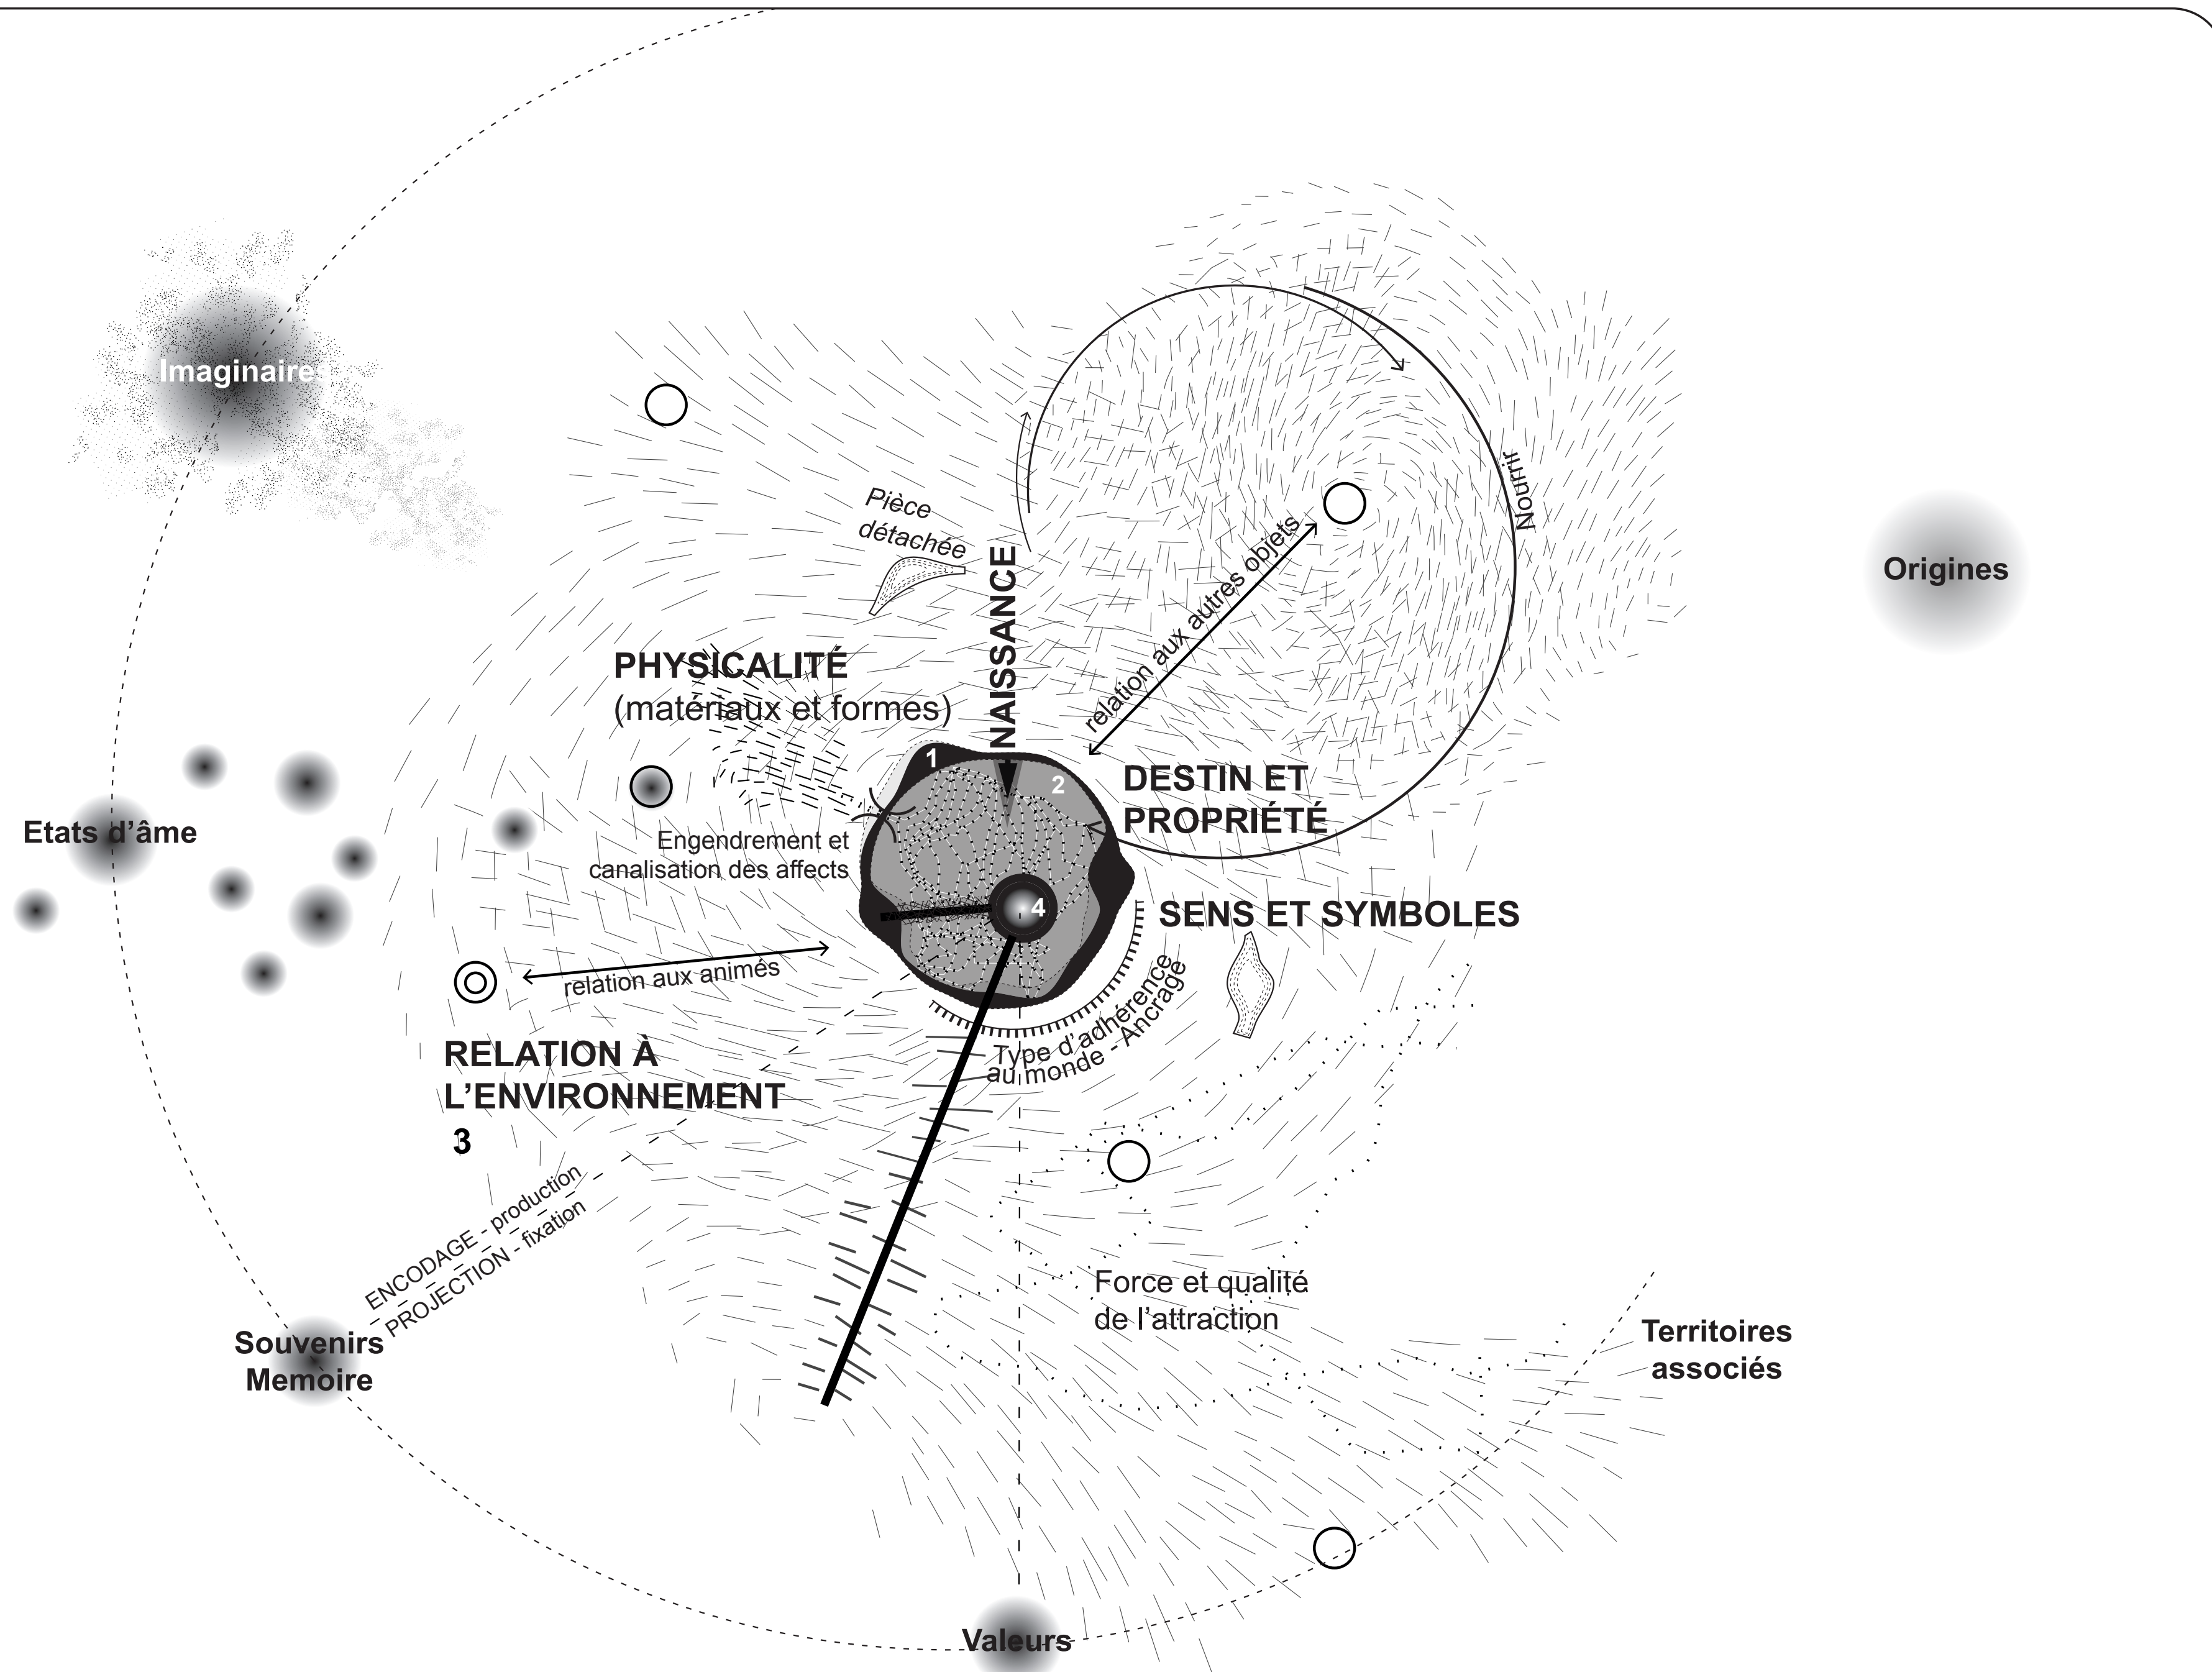 Imaginaire
Pièce
détachée
Nourrir
NAISSANCE
relation aux autres objets
Origines
PHYSICALITÉ
(matériaux et formes)
1
2
DESTIN ET
PROPRIÉTÉ
Etats d’âme
Engendrement et
canalisation des affects
4
SENS ET SYMBOLES
relation aux animés
Type d’adhérence
au monde - Ancrage
RELATION À
L’ENVIRONNEMENT
3
ENCODAGE - production
PROJECTION - fixation
Force et qualité
de l’attraction
Souvenirs
Memoire
Territoires
associés
Valeurs